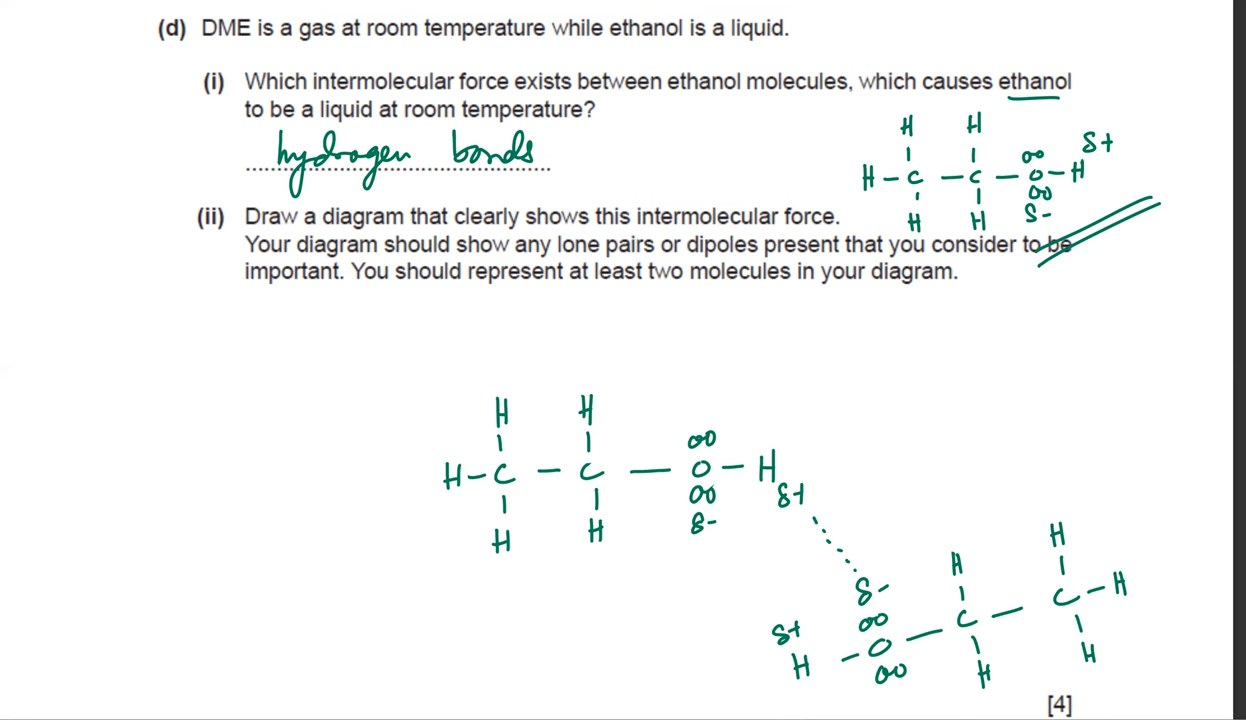 (d) DME is a gas at room temperature while ethanol is a liquid.
(i) Which intermolecular force exists between ethanol molecules, which causes ethanol
to be a liquid at room temperature?
hydrogen bonds
H H
δ+
H – C – C – O – H
H H δ-
(ii) Draw a diagram that clearly shows this intermolecular force.
Your diagram should show any lone pairs or dipoles present that you consider to be
important. You should represent at least two molecules in your diagram.
H H
H – C – C – O – H
δ+
H H δ-
H H
δ- C – H
δ+ O – C –
H – H H
[4]